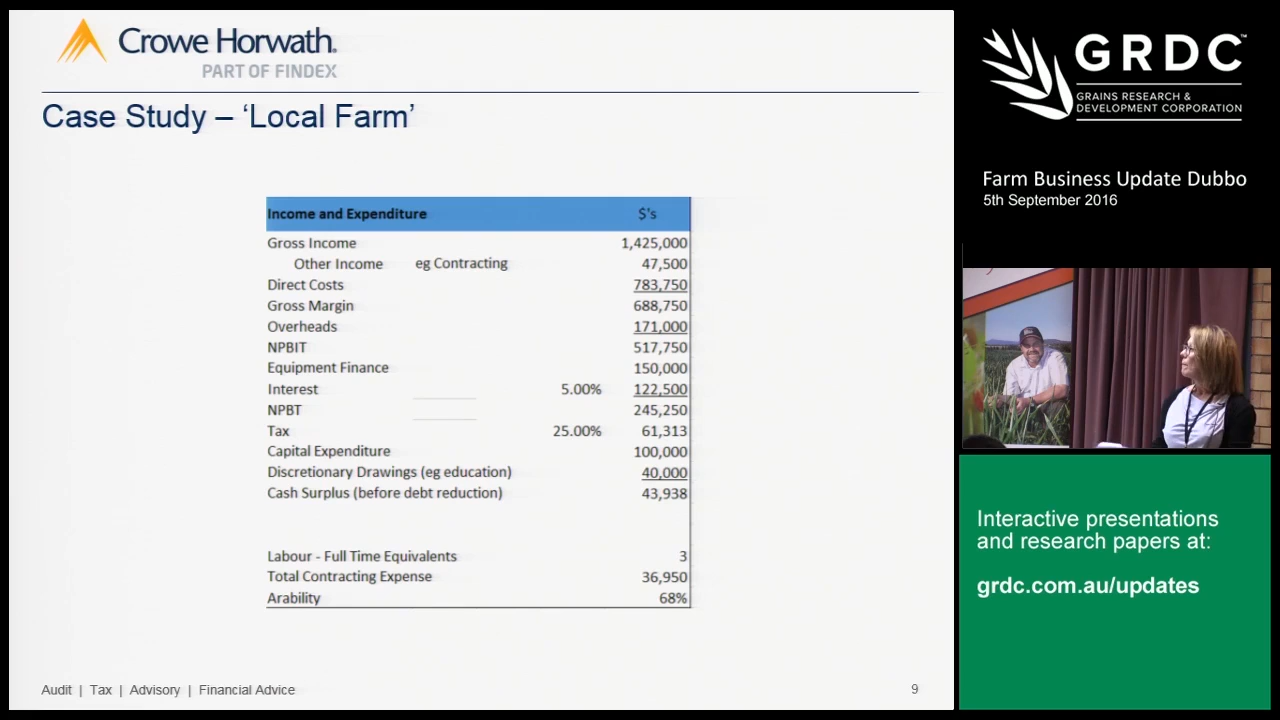 Crowe Horwath®
PART OF FINDEX
Case Study – ‘Local Farm’
Income and Expenditure $'s
Gross Income 1,425,000
Other Income eg Contracting 47,500
Direct Costs 783,750
Gross Margin 688,750
Overheads 171,000
NPBIT 517,750
Equipment Finance 150,000
Interest 5.00% 122,500
NPBT 245,250
Tax 25.00% 61,313
Capital Expenditure 100,000
Discretionary Drawings (eg education) 40,000
Cash Surplus (before debt reduction) 43,938
Labour - Full Time Equivalents 3
Total Contracting Expense 36,950
Arability 68%
Audit | Tax | Advisory | Financial Advice 9
GRDC™
GRAINS RESEARCH &
DEVELOPMENT CORPORATION
Farm Business Update Dubbo
5th September 2016
Interactive presentations
and research papers at:
grdc.com.au/updates